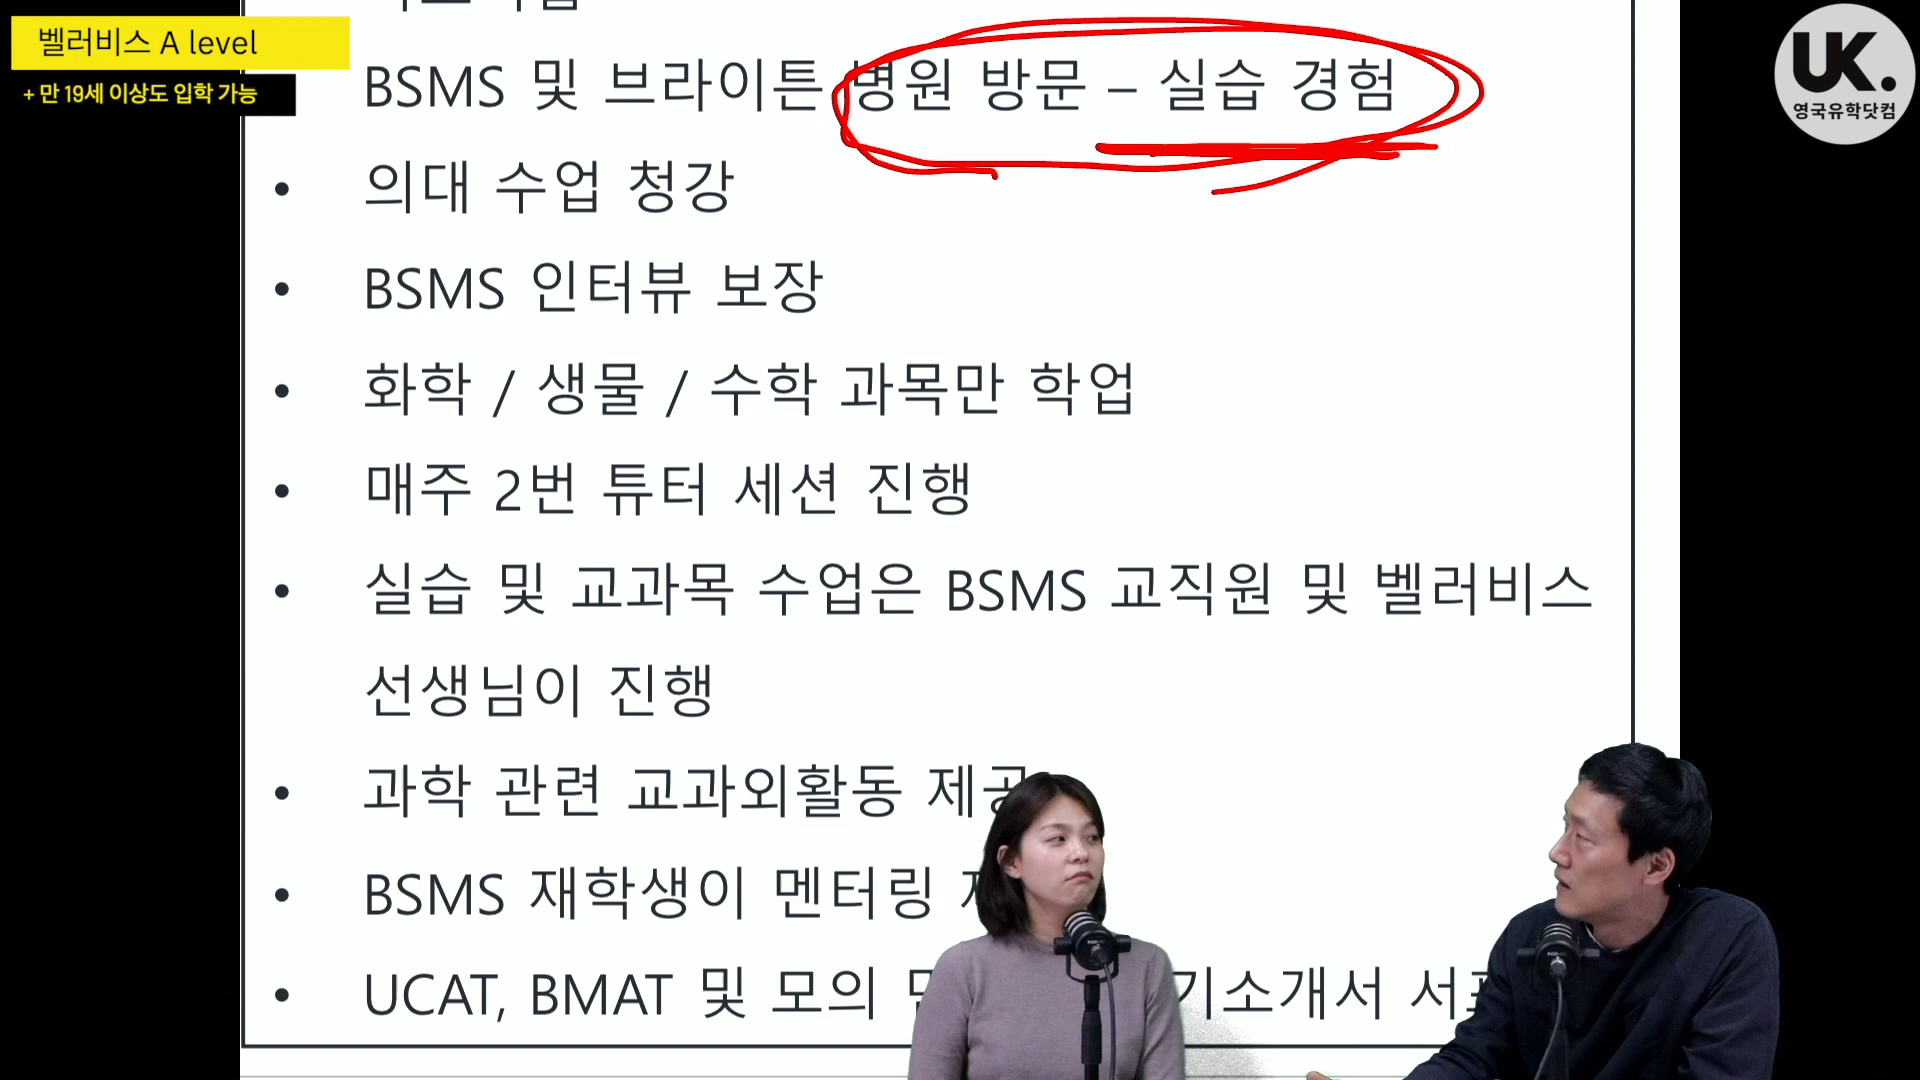 벨러비스 A level
+ 만 19세 이상도 입학 가능
UK.
영국유학닷컴
BSMS 및 브라이튼 병원 방문 – 실습 경험
• 의대 수업 청강
• BSMS 인터뷰 보장
• 화학 / 생물 / 수학 과목만 학업
• 매주 2번 튜터 세션 진행
• 실습 및 교과목 수업은 BSMS 교직원 및 벨러비스
선생님이 진행
• 과학 관련 교과외활동 제공
• BSMS 재학생이 멘터링
• UCAT, BMAT 및 모의 기소개서